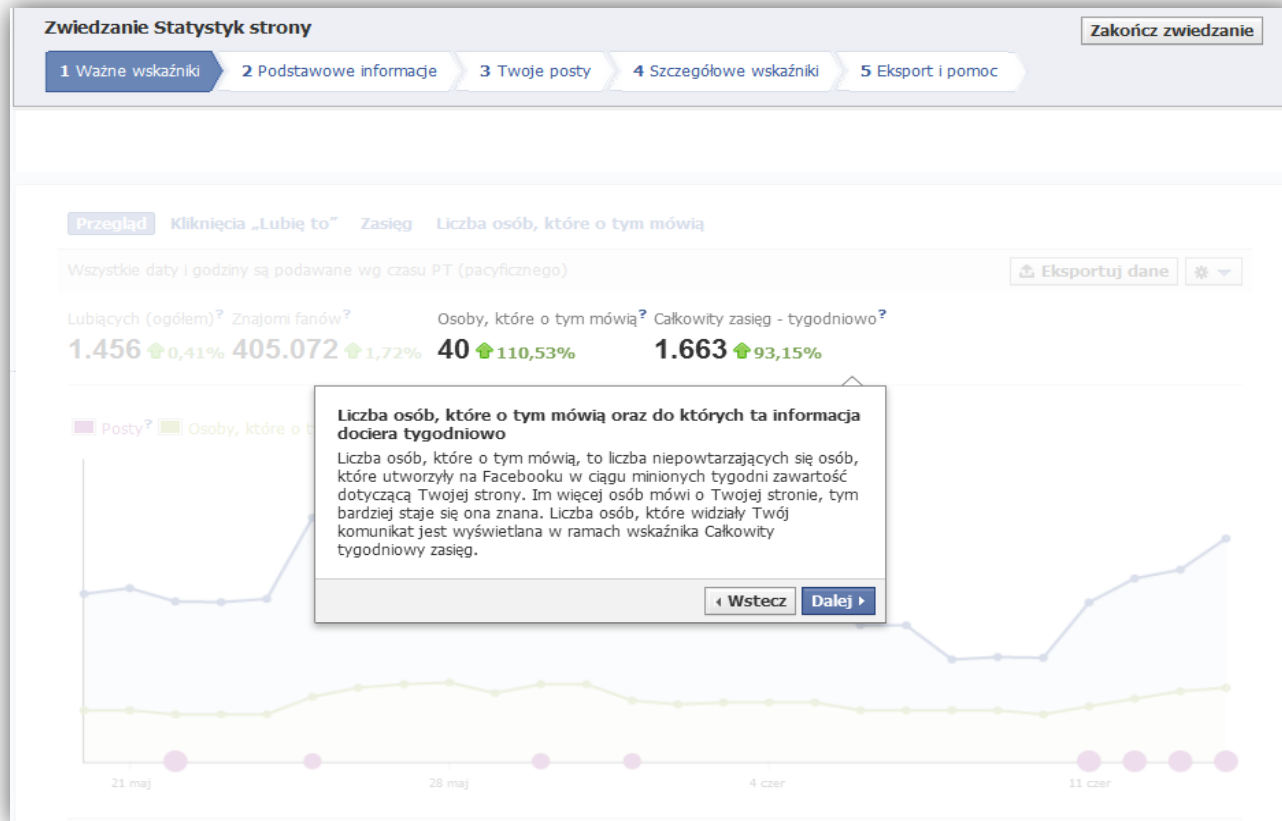 Zwiedzanie Statystyk strony
Zakończ zwiedzanie
1 Ważne wskaźniki 2 Podstawowe informacje 3 Twoje posty 4 Szczegółowe wskaźniki 5 Eksport i pomoc
Przegląd Kliknięcia „Lubię to” Zasięg Liczba osób, które o tym mówią
Wszystkie daty i godziny są podawane wg czasu PT (pacyficznego)
Eksportuj dane
Lubiących (ogółem)? Znajomi fanów? Osoby, które o tym mówią? Całkowity zasięg - tygodniowo?
1.456 0,41% 405.072 1,72% 40 110,53% 1.663 93,15%
Posty? Osoby, które o t
Liczba osób, które o tym mówią oraz do których ta informacja
dociera tygodniowo
Liczba osób, które o tym mówią, to liczba niepowtarzających się osób,
które utworzyły na Facebooku w ciągu minionych tygodni zawartość
dotyczącą Twojej strony. Im więcej osób mówi o Twojej stronie, tym
bardziej staje się ona znana. Liczba osób, które widziały Twój
komunikat jest wyświetlana w ramach wskaźnika Całkowity
tygodniowy zasięg.
Wstecz Dalej
21 maj 28 maj 4 czer 11 czer